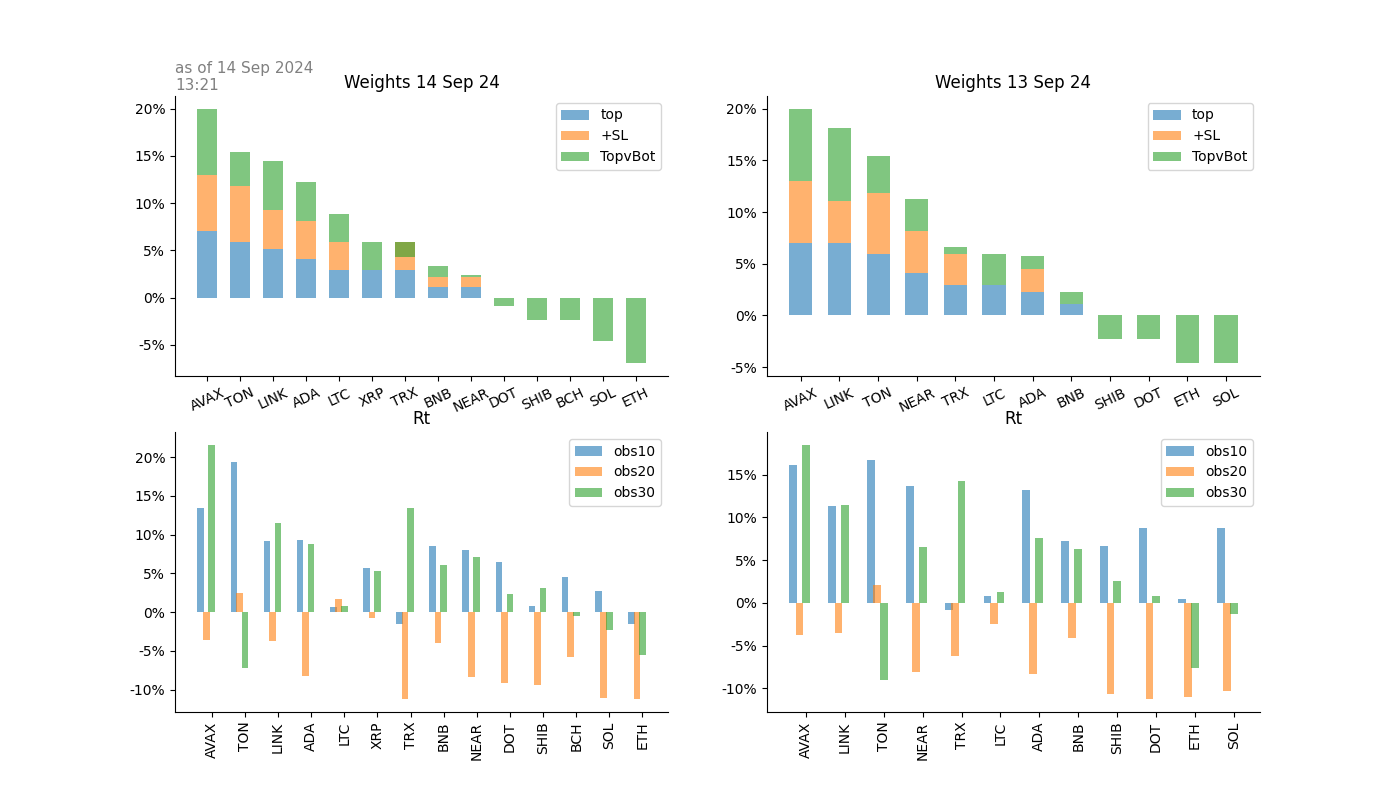 as of 14 Sep 2024
13:21
Weights 14 Sep 24
20%
15%
10%
5%
0%
-5%
top
+SL
TopvBot
AVAX TON LINK ADA LTC XRP TRX BNB NEAR DOT SHIB BCH SOL ETH
Weights 13 Sep 24
20%
15%
10%
5%
0%
-5%
top
+SL
TopvBot
AVAX LINK TON NEAR TRX LTC ADA BNB SHIB DOT ETH SOL
Rt
20%
15%
10%
5%
0%
-5%
-10%
obs10
obs20
obs30
AVAX TON LINK ADA LTC XRP TRX BNB NEAR DOT SHIB BCH SOL ETH
Rt
15%
10%
5%
0%
-5%
-10%
obs10
obs20
obs30
AVAX LINK TON NEAR TRX LTC ADA BNB SHIB DOT ETH SOL